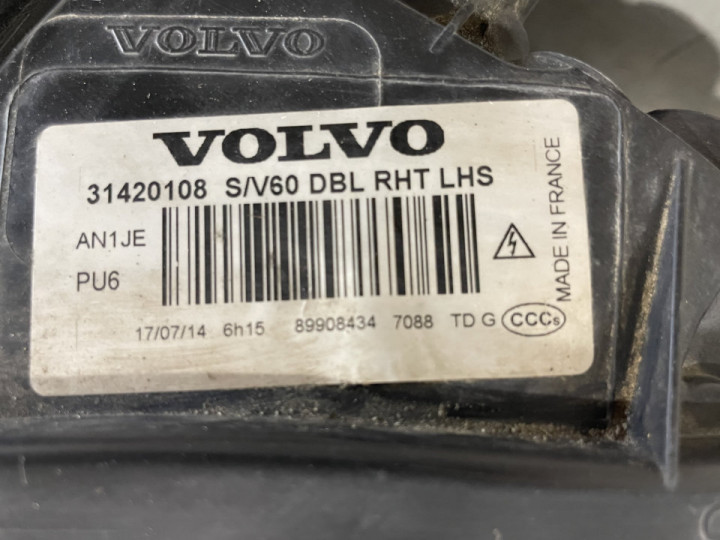 VOLVO
VOLVO
31420108 S/V60 DBL RHT LHS
AN1JE
PU6
17/07/14 6h15 89908434 7088 TD G CCCs
MADE IN FRANCE